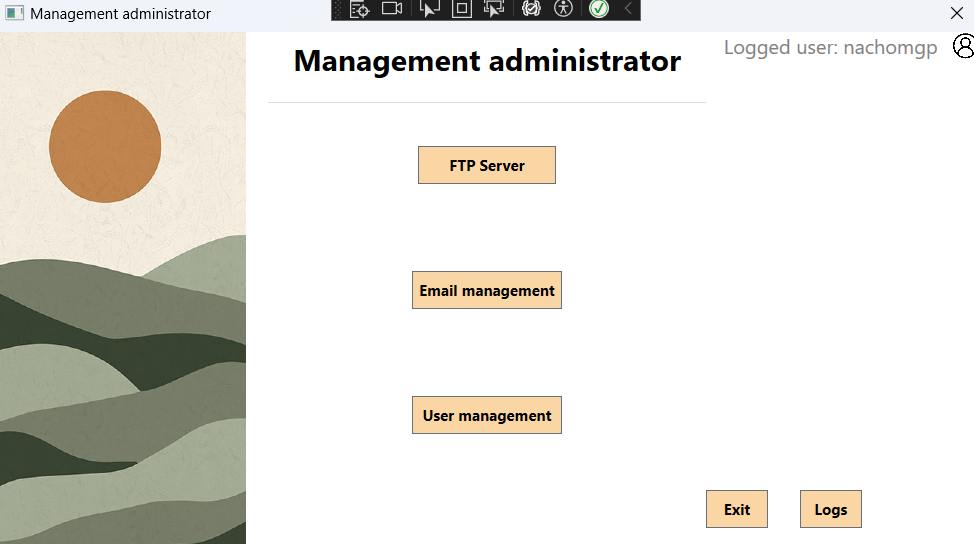 Management administrator
Management administrator
Logged user: nachomgp
FTP Server
Email management
User management
Exit
Logs